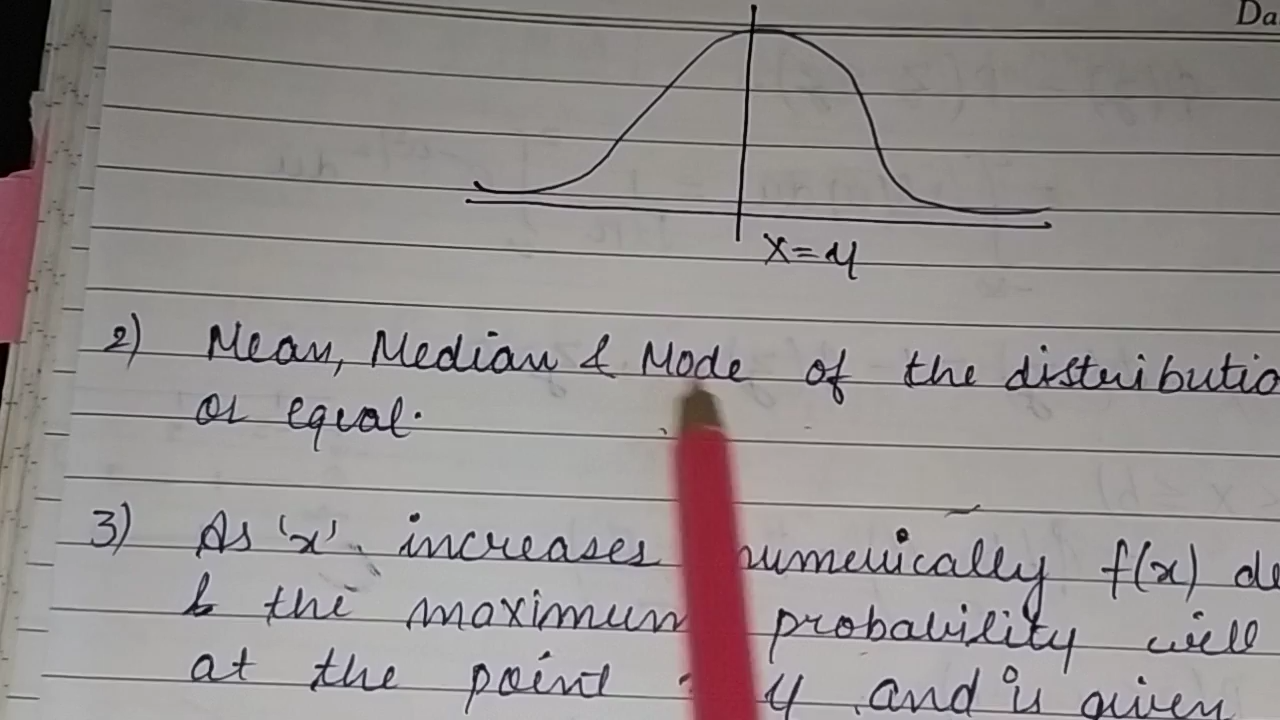 Da
x=μ
2) Mean, Median & Mode of the distributio
or equal.
3) As 'x' increases numerically f(x) de
& the maximum probability will
at the point μ and is given